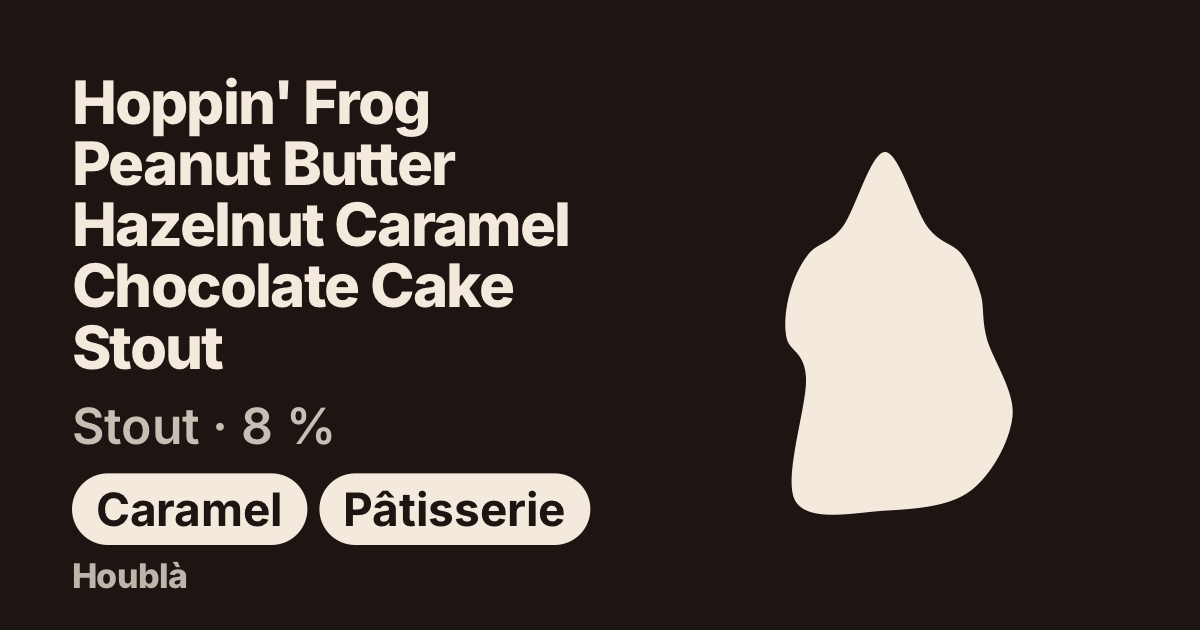 Hoppin' Frog
Peanut Butter
Hazelnut Caramel
Chocolate Cake
Stout
Stout · 8 %
Caramel Pâtisserie
Houblà